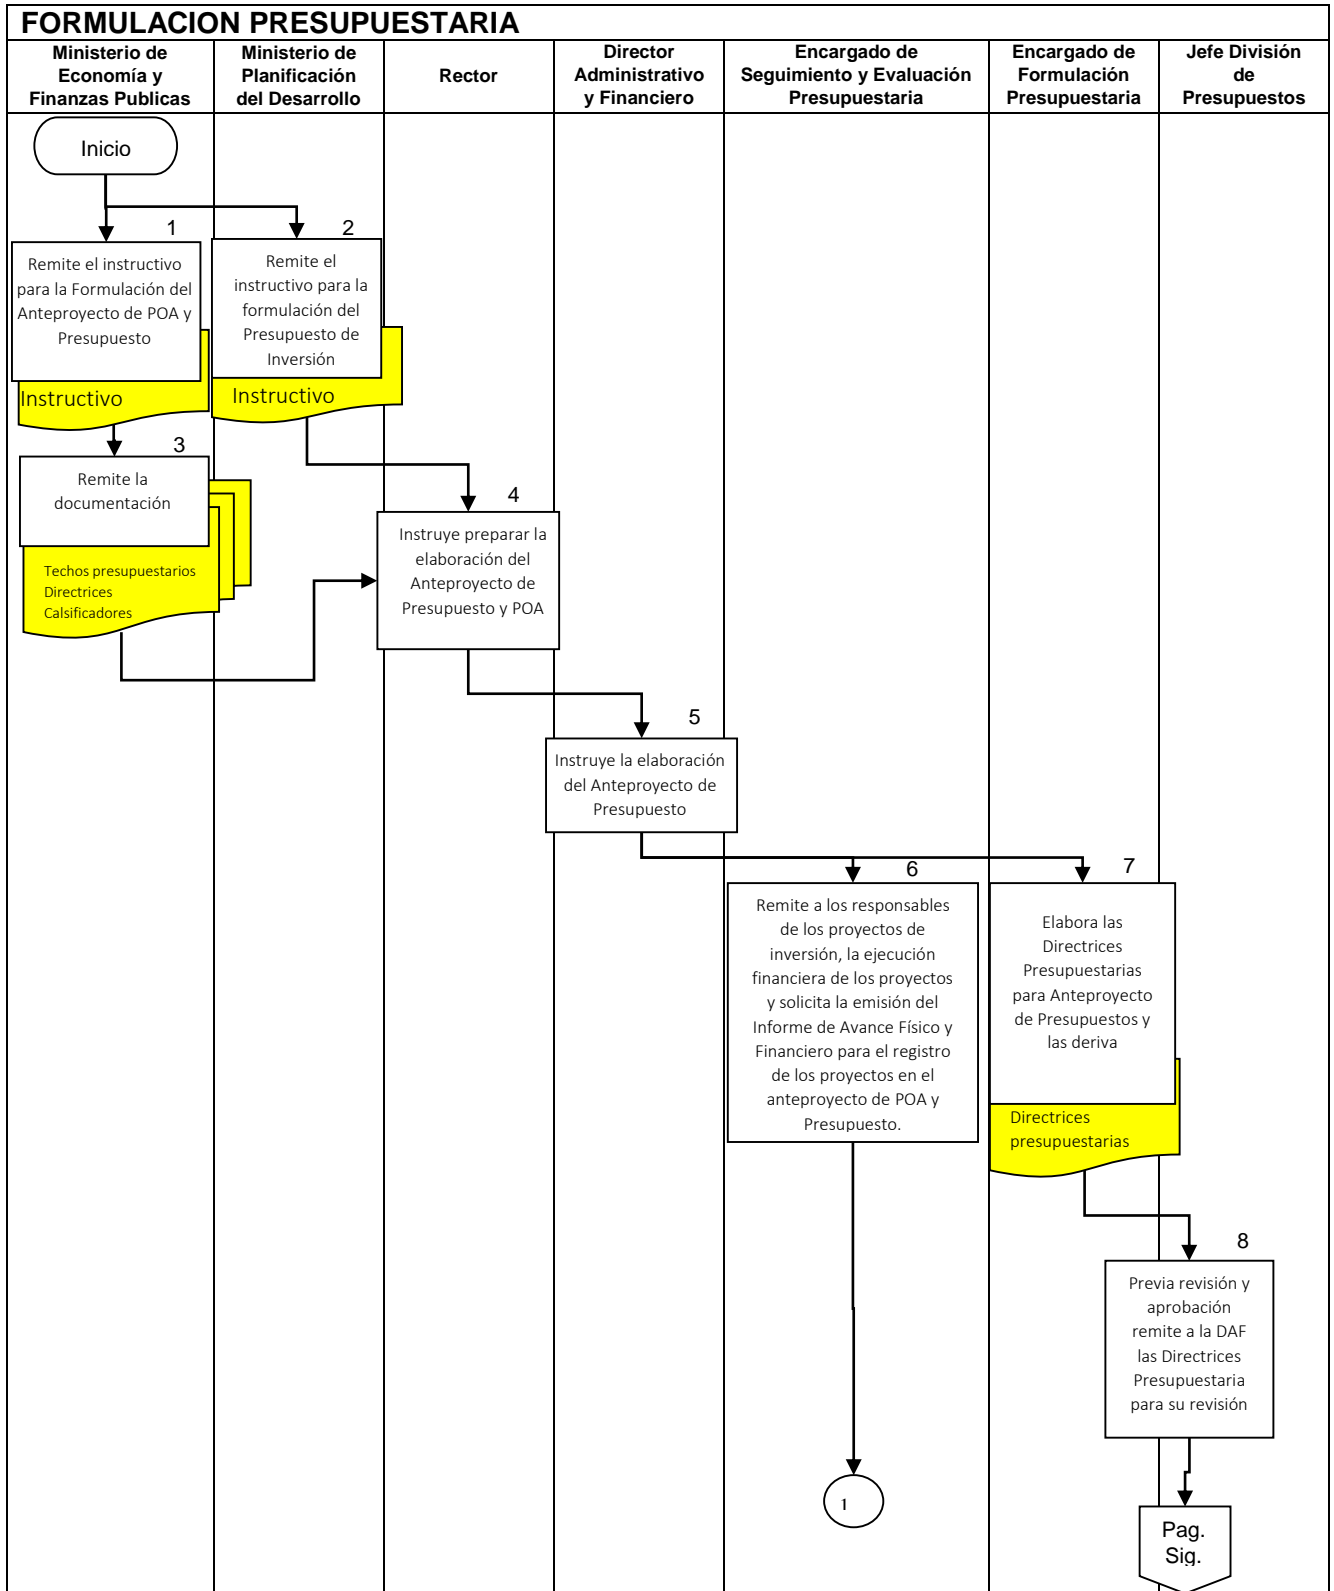 FORMULACION PRESUPUESTARIA
Ministerio de
Economía y
Finanzas Publicas
Ministerio de
Planificación
del Desarrollo
Rector
Director
Administrativo
y Financiero
Encargado de
Seguimiento y Evaluación
Presupuestaria
Encargado de
Formulación
Presupuestaria
Jefe División
de
Presupuestos
Inicio
1
Remite el instructivo
para la Formulación del
Anteproyecto de POA y
Presupuesto
Instructivo
2
Remite el
instructivo para la
formulación del
Presupuesto de
Inversión
Instructivo
3
Remite la
documentación
Techos presupuestarios
Directrices
Calsificadores
4
Instruye preparar la
elaboración del
Anteproyecto de
Presupuesto y POA
5
Instruye la elaboración
del Anteproyecto de
Presupuesto
6
Remite a los responsables
de los proyectos de
inversión, la ejecución
financiera de los proyectos
y solicita la emisión del
Informe de Avance Físico y
Financiero para el registro
de los proyectos en el
anteproyecto de POA y
Presupuesto.
7
Elabora las
Directrices
Presupuestarias
para Anteproyecto
de Presupuestos y
las deriva
Directrices
presupuestarias
8
Previa revisión y
aprobación
remite a la DAF
las Directrices
Presupuestaria
para su revisión
1
Pag.
Sig.